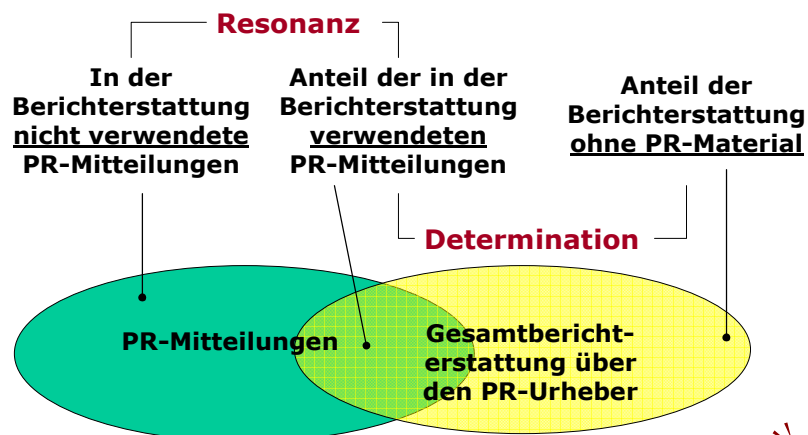 Resonanz
In der
Berichterstattung
nicht verwendete
PR-Mitteilungen
Anteil der in der
Berichterstattung
verwendeten
PR-Mitteilungen
Anteil der
Berichterstattung
ohne PR-Material
Determination
PR-Mitteilungen
Gesamtbericht-
erstattung über
den PR-Urheber